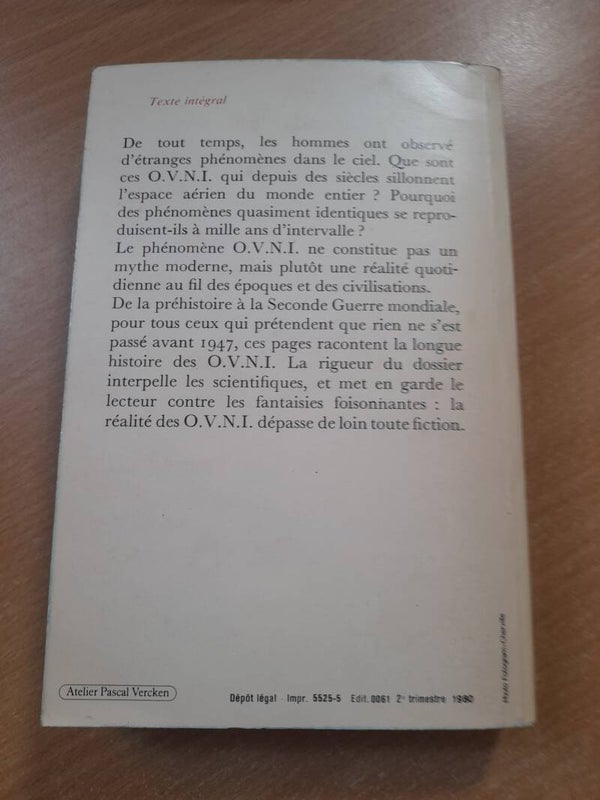 Texte intégral
De tout temps, les hommes ont observé
d'étranges phénomènes dans le ciel. Que sont
ces O.V.N.I. qui depuis des siècles sillonnent
l'espace aérien du monde entier ? Pourquoi
des phénomènes quasiment identiques se repro-
duisent-ils à mille ans d'intervalle ?
Le phénomène O.V.N.I. ne constitue pas un
mythe moderne, mais plutôt une réalité quoti-
dienne au fil des époques et des civilisations.
De la préhistoire à la Seconde Guerre mondiale,
pour tous ceux qui prétendent que rien ne s'est
passé avant 1947, ces pages racontent la longue
histoire des O.V.N.I. La rigueur du dossier
interpelle les scientifiques, et met en garde le
lecteur contre les fantaisies foisonnantes : la
réalité des O.V.N.I. dépasse de loin toute fiction.
Atelier Pascal Vercken
Dépôt légal - Impr. 5525-5 Edit. 0061 2e trimestre 1980
Photo